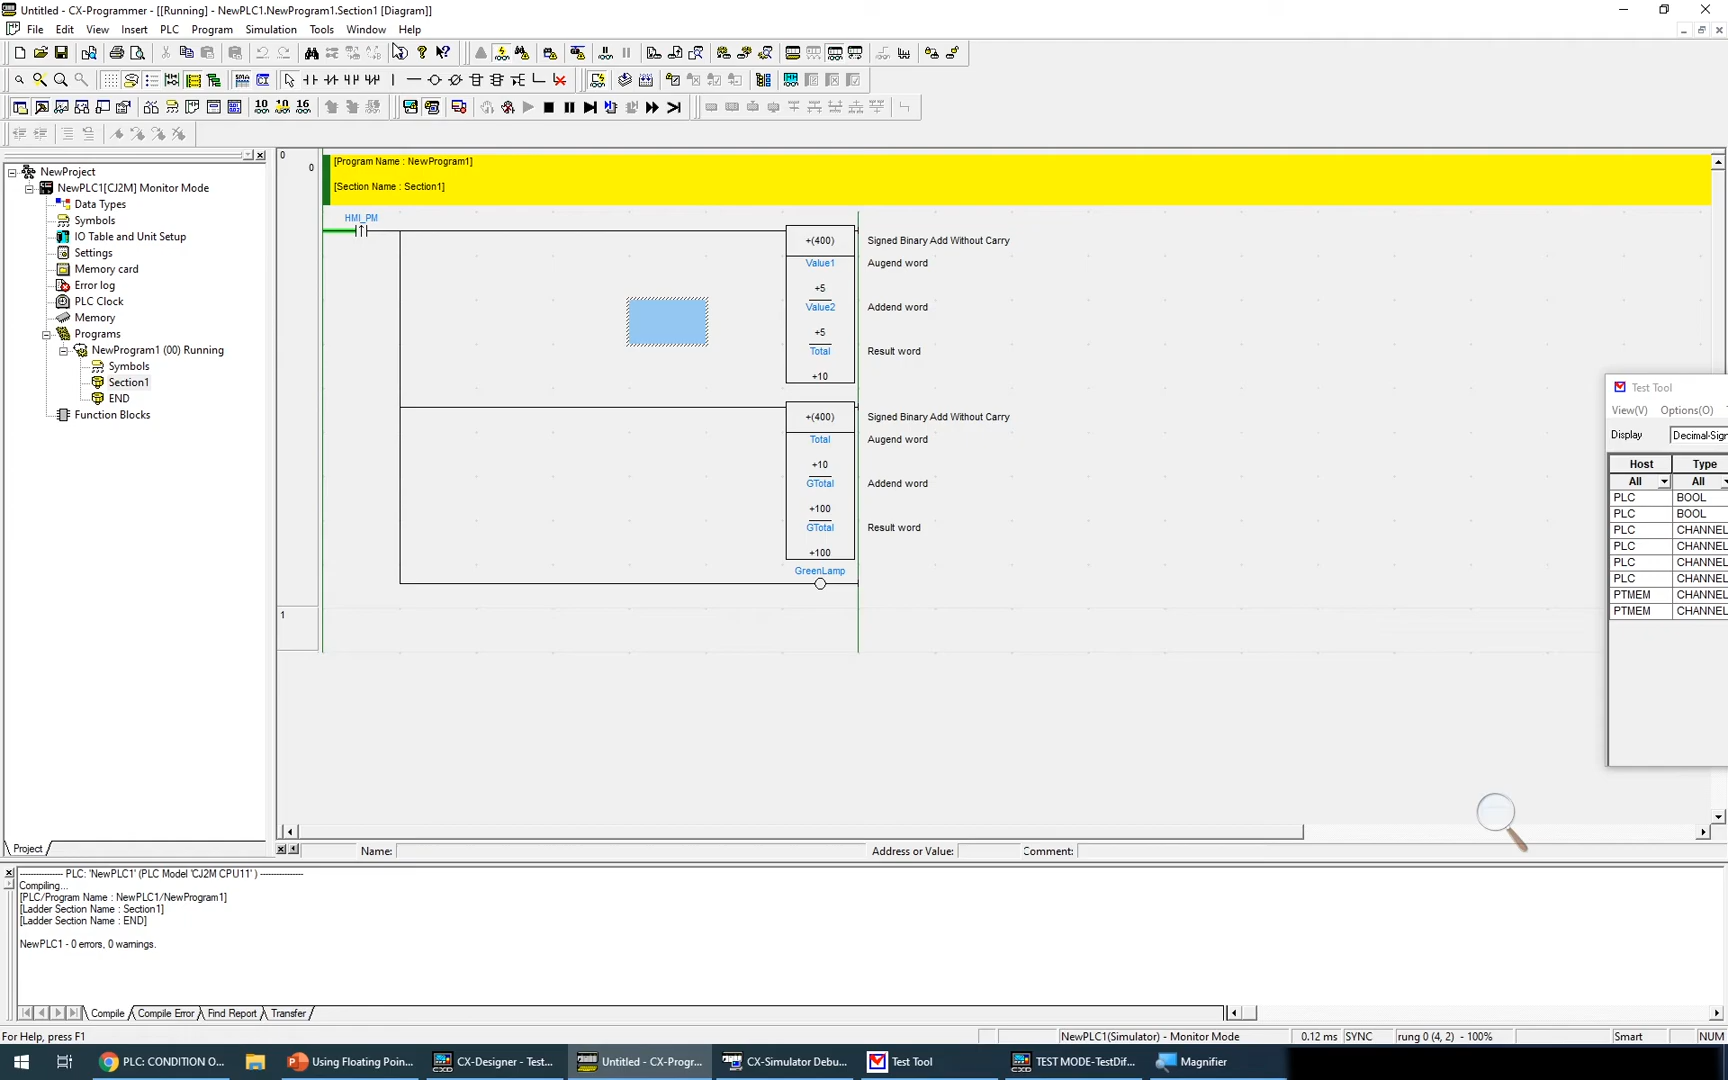 Untitled - CX-Programmer - [[Running] - NewPLC1.NewProgram1.Section1 [Diagram]]
File Edit View Insert PLC Program Simulation Tools Window Help
NewProject
NewPLC1[CJ2M] Monitor Mode
Data Types
Symbols
IO Table and Unit Setup
Settings
Memory card
Error log
PLC Clock
Memory
Programs
NewProgram1 (00) Running
Symbols
Section1
END
Function Blocks
Project
0
0
[Program Name : NewProgram1]
[Section Name : Section1]
HMI_PM
+(400) Signed Binary Add Without Carry
Value1 Augend word
+5
Value2 Addend word
+5
Total Result word
+10
+(400) Signed Binary Add Without Carry
Total Augend word
+10
GTotal Addend word
+100
GTotal Result word
+100
GreenLamp
1
Test Tool
View(V) Options(O)
Display Decimal-Sign
Host Type
All All
PLC BOOL
PLC BOOL
PLC CHANNEL
PLC CHANNEL
PLC CHANNEL
PLC CHANNEL
PTMEM CHANNEL
PTMEM CHANNEL
Name: Address or Value: Comment:
--------------- PLC: 'NewPLC1' (PLC Model 'CJ2M CPU11' ) ---------------
Compiling...
[PLC/Program Name : NewPLC1/NewProgram1]
[Ladder Section Name : Section1]
[Ladder Section Name : END]
NewPLC1 - 0 errors, 0 warnings.
Compile Compile Error Find Report Transfer
For Help, press F1
NewPLC1(Simulator) - Monitor Mode 0.12 ms SYNC rung 0 (4, 2) - 100% Smart NUM
PLC: CONDITION O... Using Floating Poin... CX-Designer - Test... Untitled - CX-Progr... CX-Simulator Debu... Test Tool TEST MODE-TestDif... Magnifier